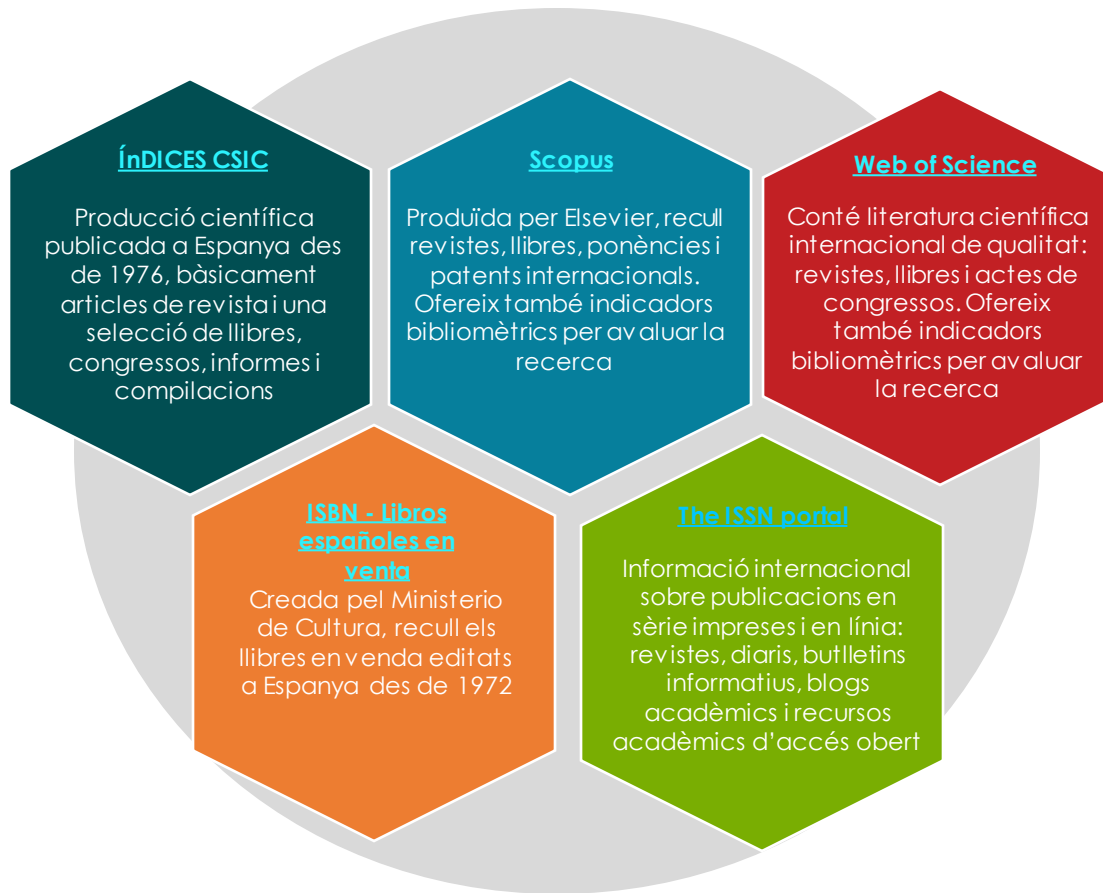 ÍnDICES CSIC
Producció científica
publicada a Espanya des
de 1976, bàsicament
articles de revista i una
selecció de llibres,
congressos, informes i
compilacions
Scopus
Produïda per Elsevier, recull
revistes, llibres, ponències i
patents internacionals.
Ofereix també indicadors
bibliomètrics per avaluar la
recerca
Web of Science
Conté literatura científica
internacional de qualitat:
revistes, llibres i actes de
congressos. Ofereix
també indicadors
bibliomètrics per avaluar
la recerca
ISBN - Libros
españoles en
venta
Creada pel Ministerio
de Cultura, recull els
llibres en venda editats
a Espanya des de 1972
The ISSN portal
Informació internacional
sobre publicacions en
sèrie impreses i en línia:
revistes, diaris, butlletins
informatius, blogs
acadèmics i recursos
acadèmics d'accés obert